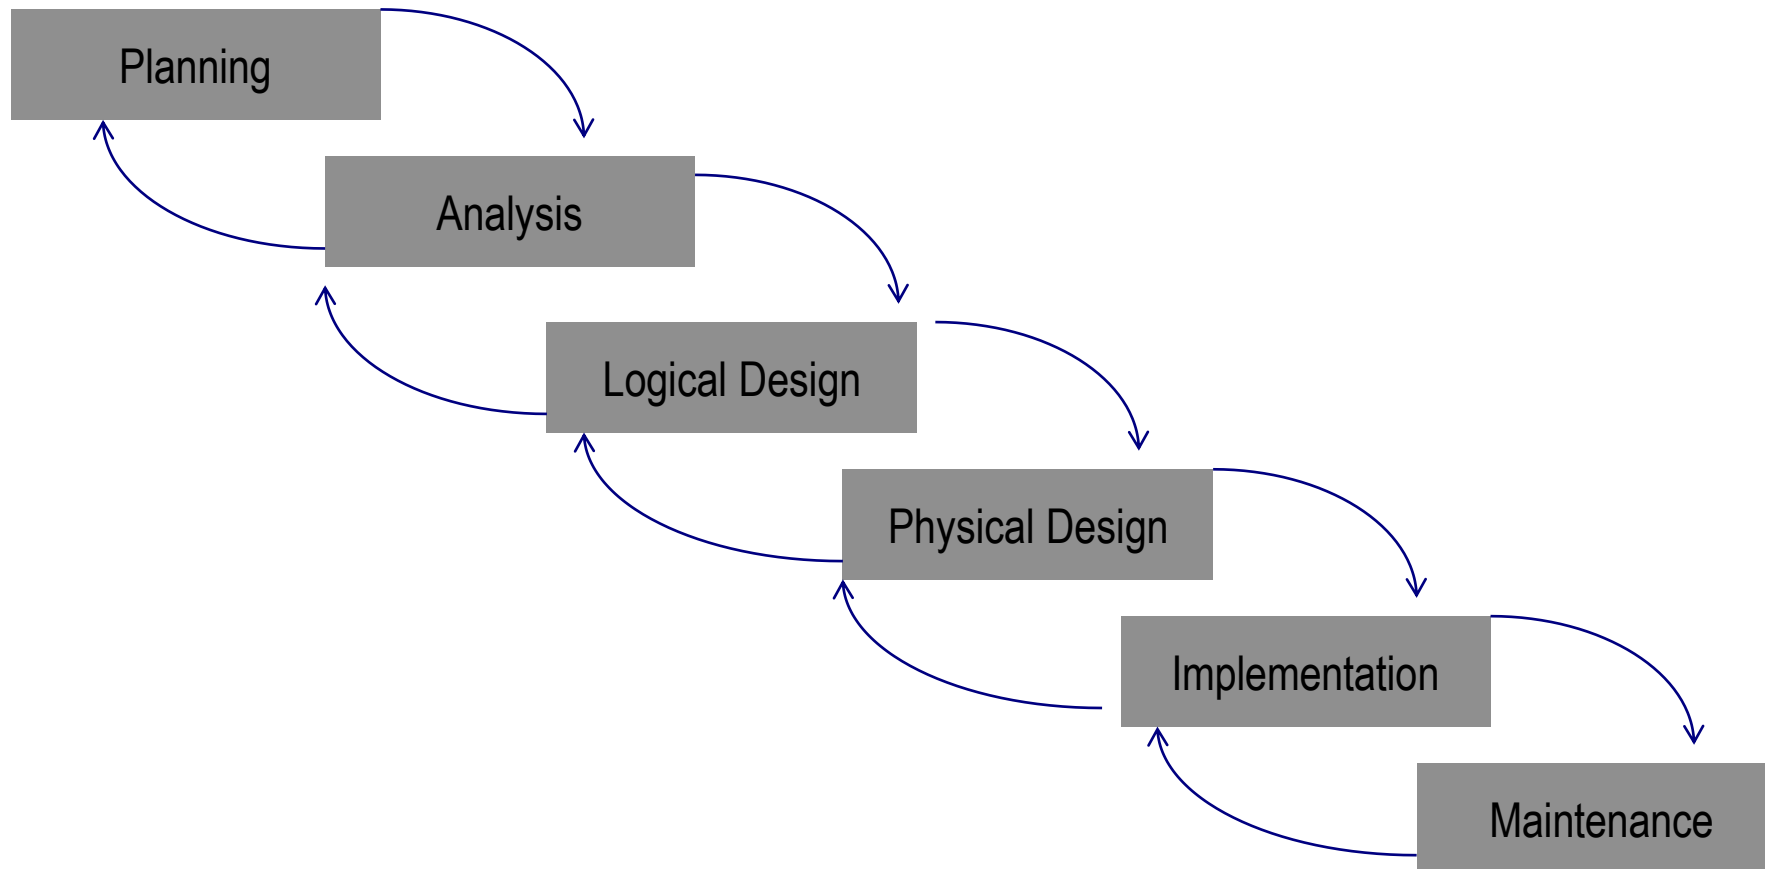 Planning
Analysis
Logical Design
Physical Design
Implementation
Maintenance